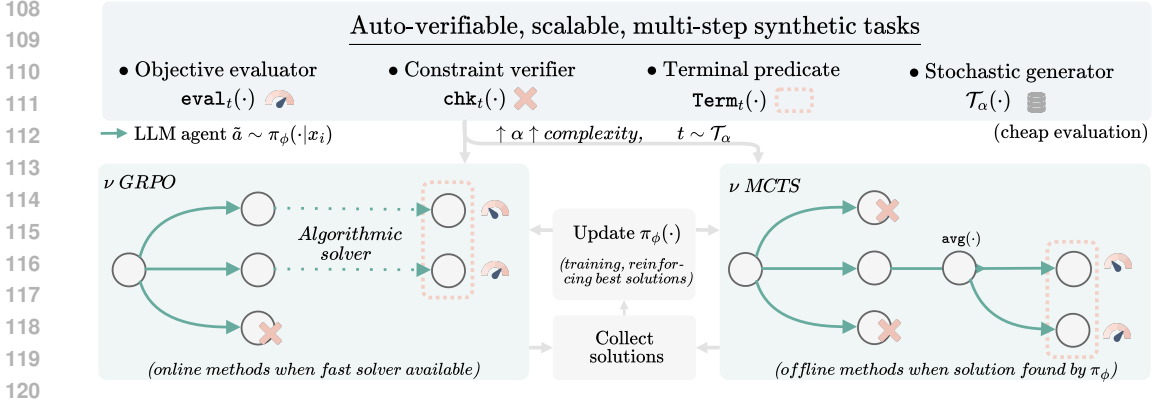 108
109
110
111
112
113
114
115
116
117
118
119
120
Auto-verifiable, scalable, multi-step synthetic tasks
• Objective evaluator
eval_t(·)
• Constraint verifier
chk_t(·)
• Terminal predicate
Term_t(·)
• Stochastic generator
𝒯_α(·)
LLM agent ã ∼ π_ϕ(·|x_i)
↑ α ↑ complexity, t ∼ 𝒯_α
(cheap evaluation)
ν GRPO
Algorithmic
solver
(online methods when fast solver available)
Update π_ϕ(·)
(training, reinfor-
cing best solutions)
Collect
solutions
ν MCTS
avg(·)
(offline methods when solution found by π_ϕ)